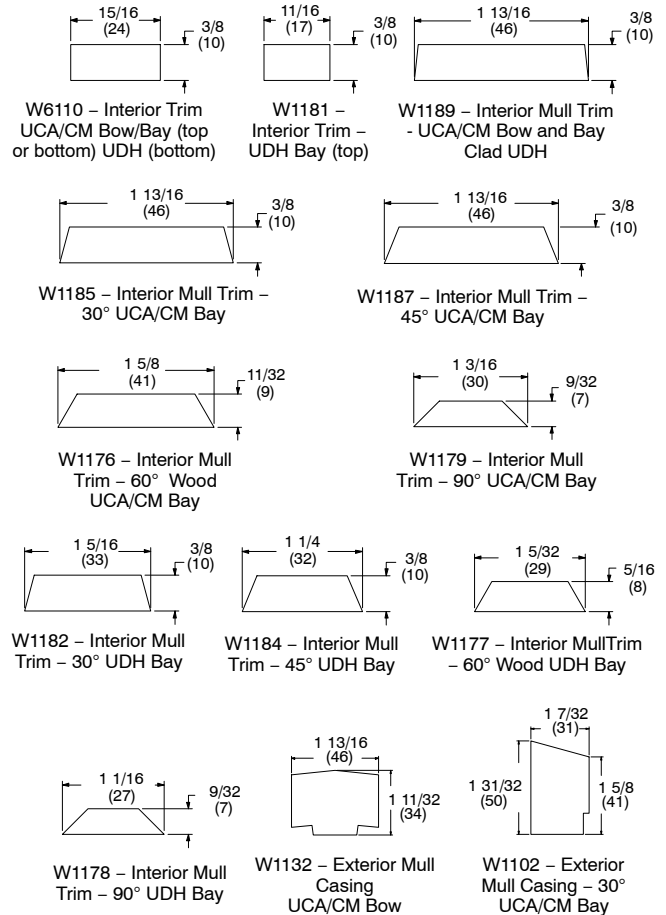 15/16
(24)
3/8
(10)
W6110 – Interior Trim
UCA/CM Bow/Bay (top
or bottom) UDH (bottom)
11/16
(17)
3/8
(10)
W1181 –
Interior Trim –
UDH Bay (top)
1 13/16
(46)
3/8
(10)
W1189 – Interior Mull Trim
- UCA/CM Bow and Bay
Clad UDH
1 13/16
(46)
3/8
(10)
W1185 – Interior Mull Trim –
30° UCA/CM Bay
1 13/16
(46)
3/8
(10)
W1187 – Interior Mull Trim –
45° UCA/CM Bay
1 5/8
(41)
11/32
(9)
W1176 – Interior Mull
Trim – 60° Wood
UCA/CM Bay
1 3/16
(30)
9/32
(7)
W1179 – Interior Mull
Trim – 90° UCA/CM Bay
1 5/16
(33)
3/8
(10)
W1182 – Interior Mull
Trim – 30° UDH Bay
1 1/4
(32)
3/8
(10)
W1184 – Interior Mull
Trim – 45° UDH Bay
1 5/32
(29)
5/16
(8)
W1177 – Interior MullTrim
– 60° Wood UDH Bay
1 1/16
(27)
9/32
(7)
W1178 – Interior Mull
Trim – 90° UDH Bay
1 13/16
(46)
1 11/32
(34)
W1132 – Exterior Mull
Casing
UCA/CM Bow
1 7/32
(31)
1 31/32
(50)
1 5/8
(41)
W1102 – Exterior
Mull Casing – 30°
UCA/CM Bay